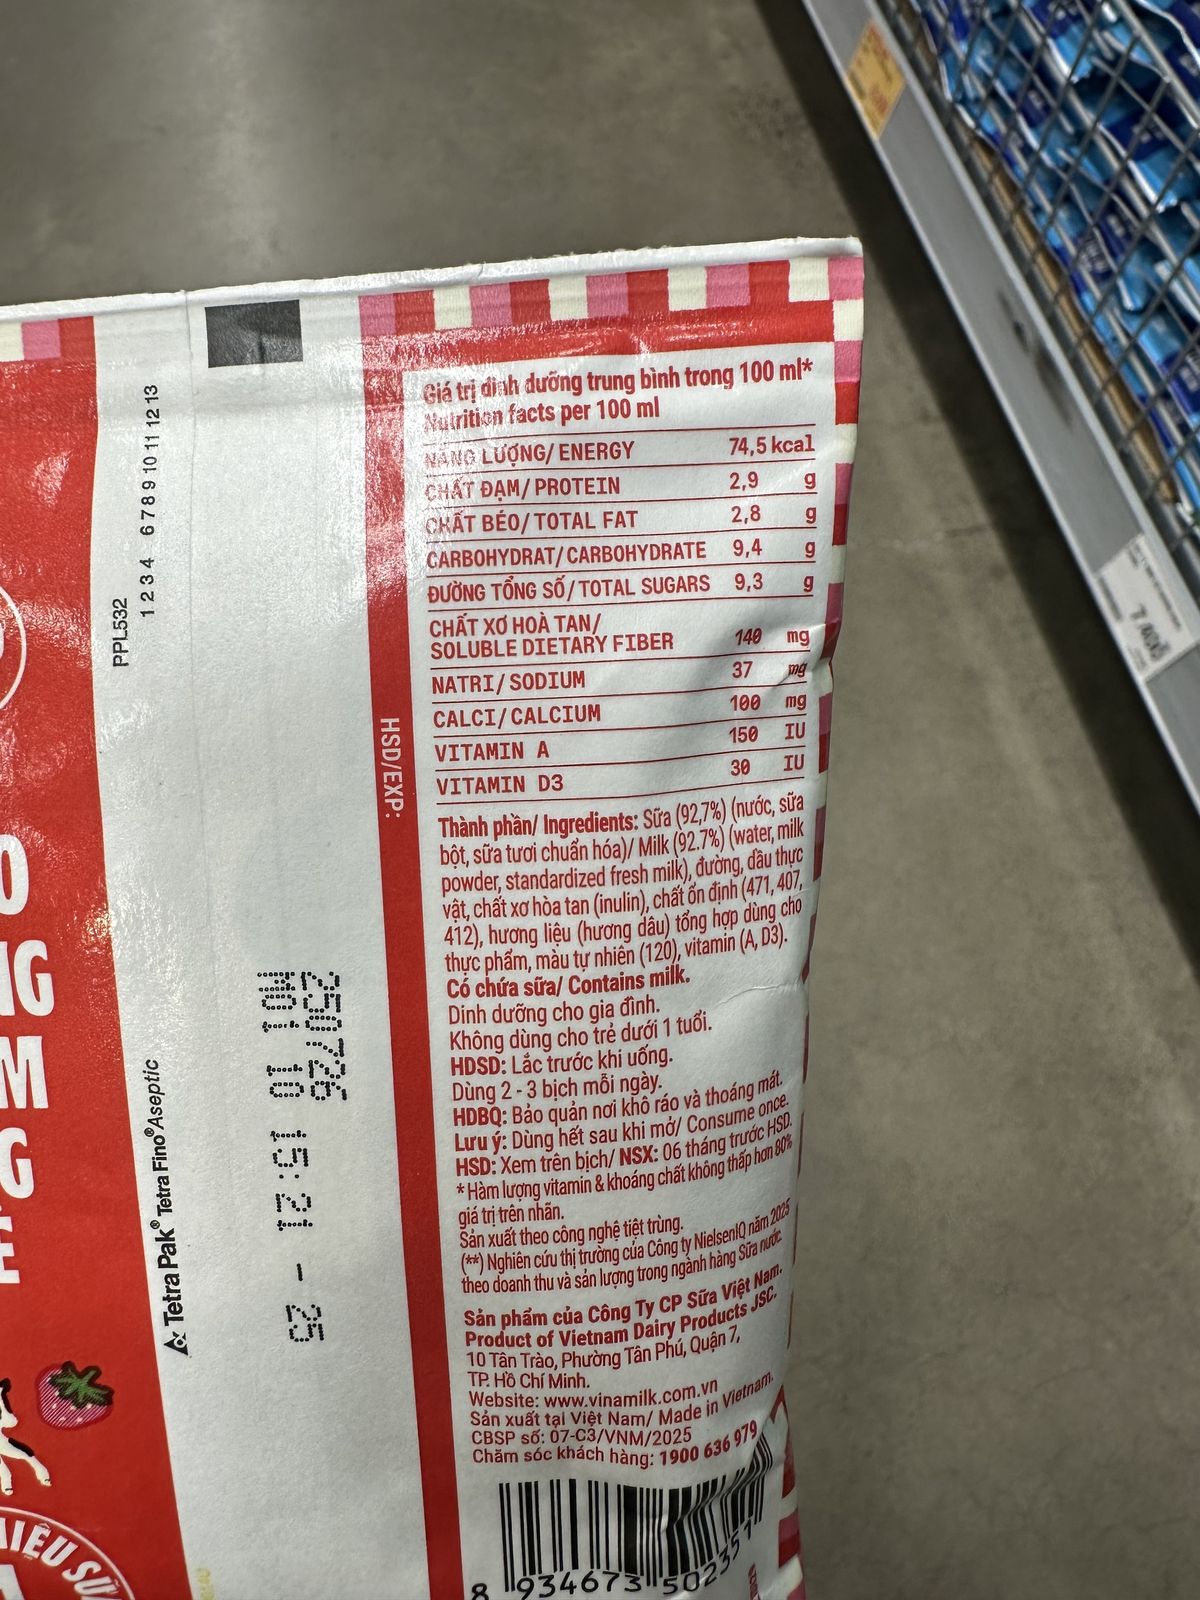 Giá trị dinh dưỡng trung bình trong 100 ml*
Nutrition facts per 100 ml
NĂNG LƯỢNG/ ENERGY 74,5 kcal
CHẤT ĐẠM/ PROTEIN 2,9 g
CHẤT BÉO/ TOTAL FAT 2,8 g
CARBOHYDRAT/ CARBOHYDRATE 9,4 g
ĐƯỜNG TỔNG SỐ/ TOTAL SUGARS 9,3 g
CHẤT XƠ HOÀ TAN/
SOLUBLE DIETARY FIBER 140 mg
NATRI/ SODIUM 37 mg
CALCI/ CALCIUM 100 mg
VITAMIN A 150 IU
VITAMIN D3 30 IU
Thành phần/ Ingredients: Sữa (92,7%) (nước, sữa
bột, sữa tươi chuẩn hóa)/ Milk (92.7%) (water, milk
powder, standardized fresh milk), đường, dầu thực
vật, chất xơ hòa tan (inulin), chất ổn định (471, 407,
412), hương liệu (hương dâu) tổng hợp dùng cho
thực phẩm, màu tự nhiên (120), vitamin (A, D3).
Có chứa sữa/ Contains milk.
Dinh dưỡng cho gia đình.
Không dùng cho trẻ dưới 1 tuổi.
HDSD: Lắc trước khi uống.
Dùng 2 - 3 bịch mỗi ngày.
HDBQ: Bảo quản nơi khô ráo và thoáng mát.
Lưu ý: Dùng hết sau khi mở/ Consume once.
HSD: Xem trên bịch/ NSX: 06 tháng trước HSD.
* Hàm lượng vitamin & khoáng chất không thấp hơn 80%
giá trị trên nhãn.
Sản xuất theo công nghệ tiệt trùng.
(**) Nghiên cứu thị trường của Công ty NielsenIQ năm 2025
theo doanh thu và sản lượng trong ngành hàng Sữa nước.
Sản phẩm của Công Ty CP Sữa Việt Nam.
Product of Vietnam Dairy Products JSC.
10 Tân Trào, Phường Tân Phú, Quận 7,
TP. Hồ Chí Minh.
Website: www.vinamilk.com.vn
Sản xuất tại Việt Nam/ Made in Vietnam.
CBSP số: 07-C3/VNM/2025
Chăm sóc khách hàng: 1900 636 979
8 934673 502351
HSD/EXP:
250726
MO1 10 15:21 - 25
PPL532
1 2 3 4 6 7 8 9 10 11 12 13
Tetra Pak® Tetra Fino® Aseptic